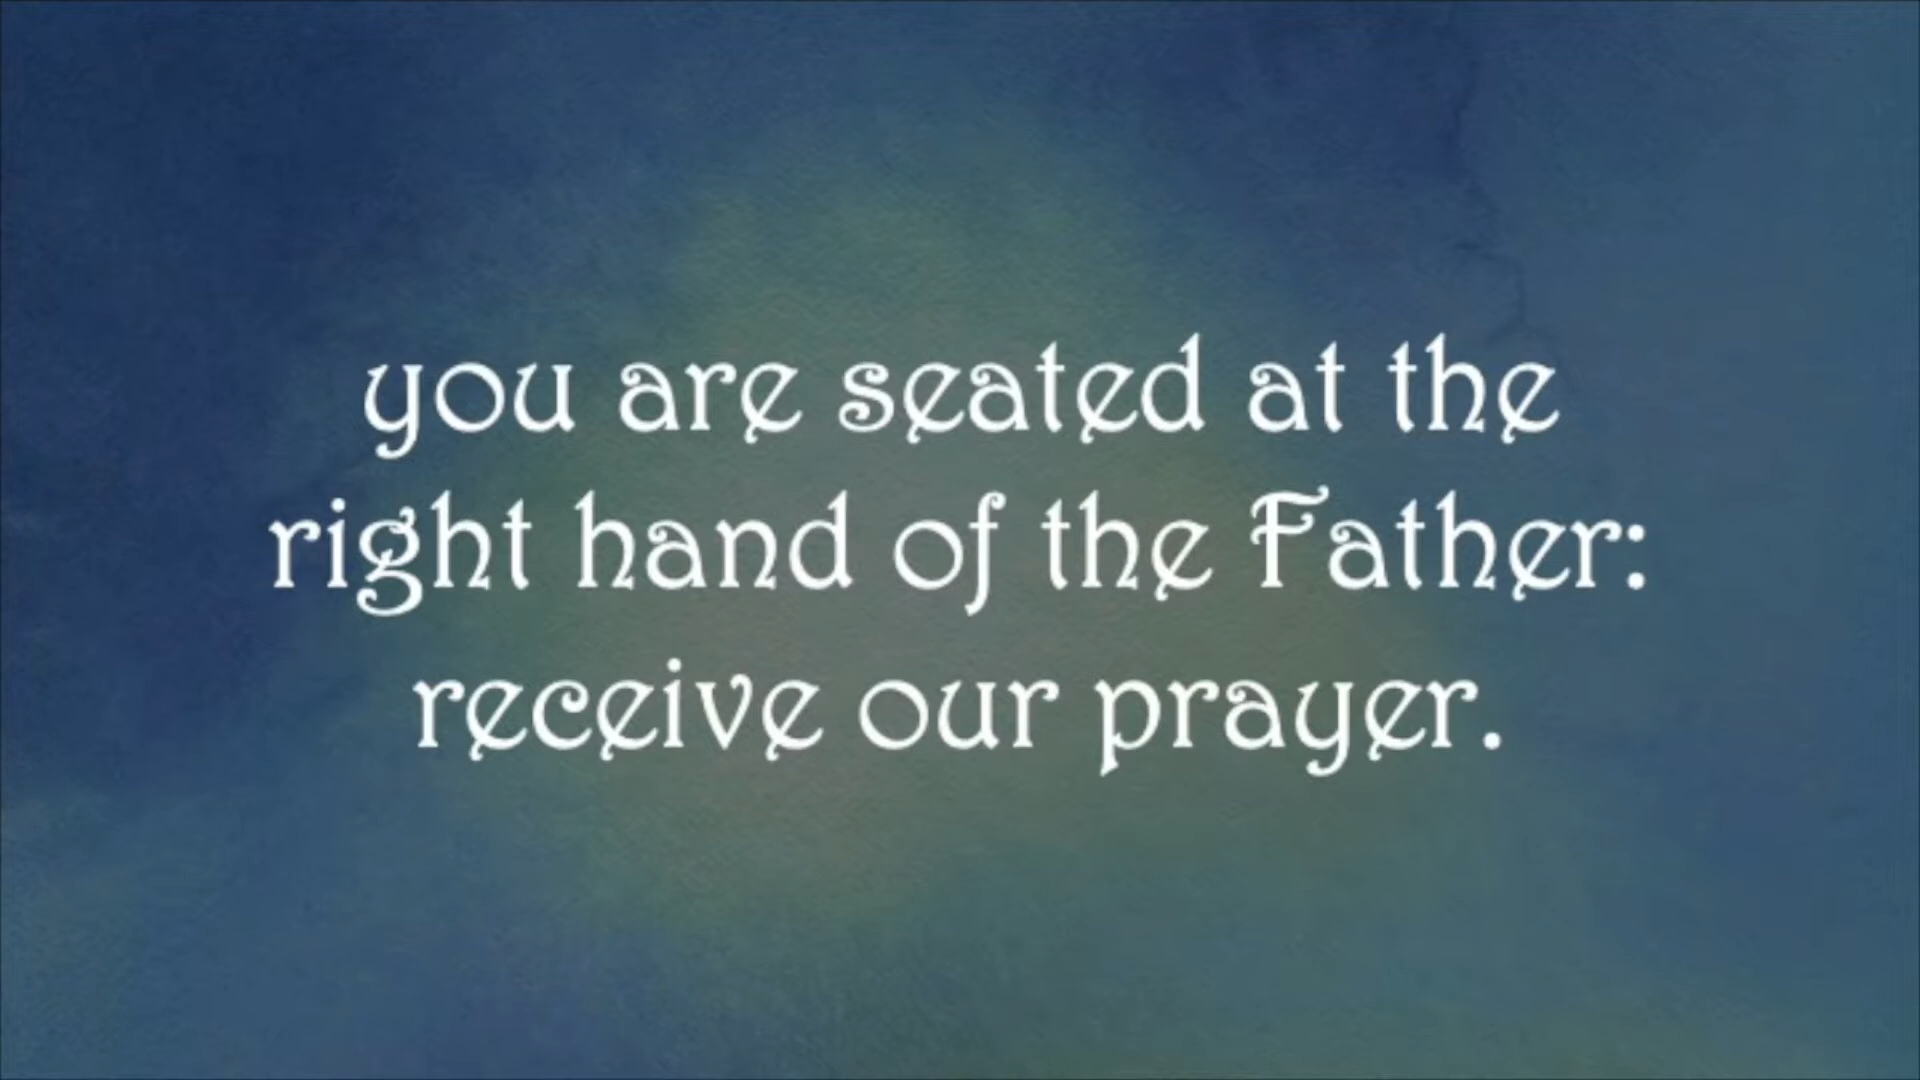 you are seated at the
right hand of the Father:
receive our prayer.